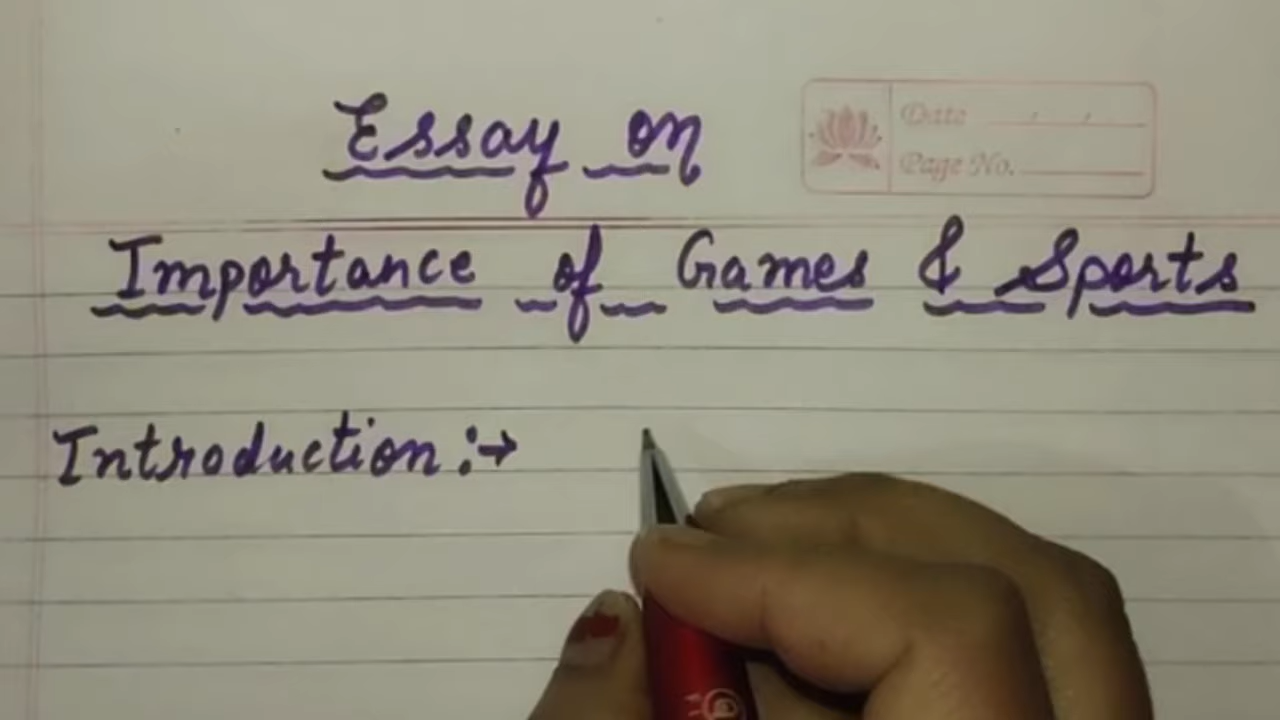 Essay on
Date / /
Page No.
Importance of Games & Sports
Introduction :→